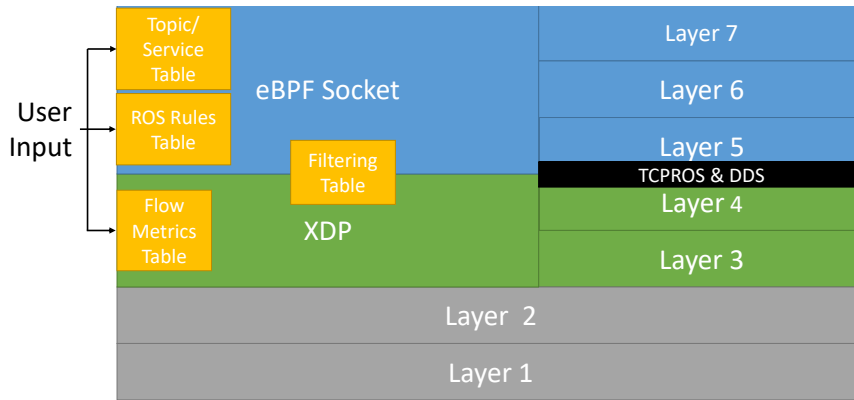 User
Input
Topic/
Service
Table
ROS Rules
Table
Flow
Metrics
Table
eBPF Socket
Filtering
Table
XDP
Layer 7
Layer 6
Layer 5
TCPROS & DDS
Layer 4
Layer 3
Layer 2
Layer 1